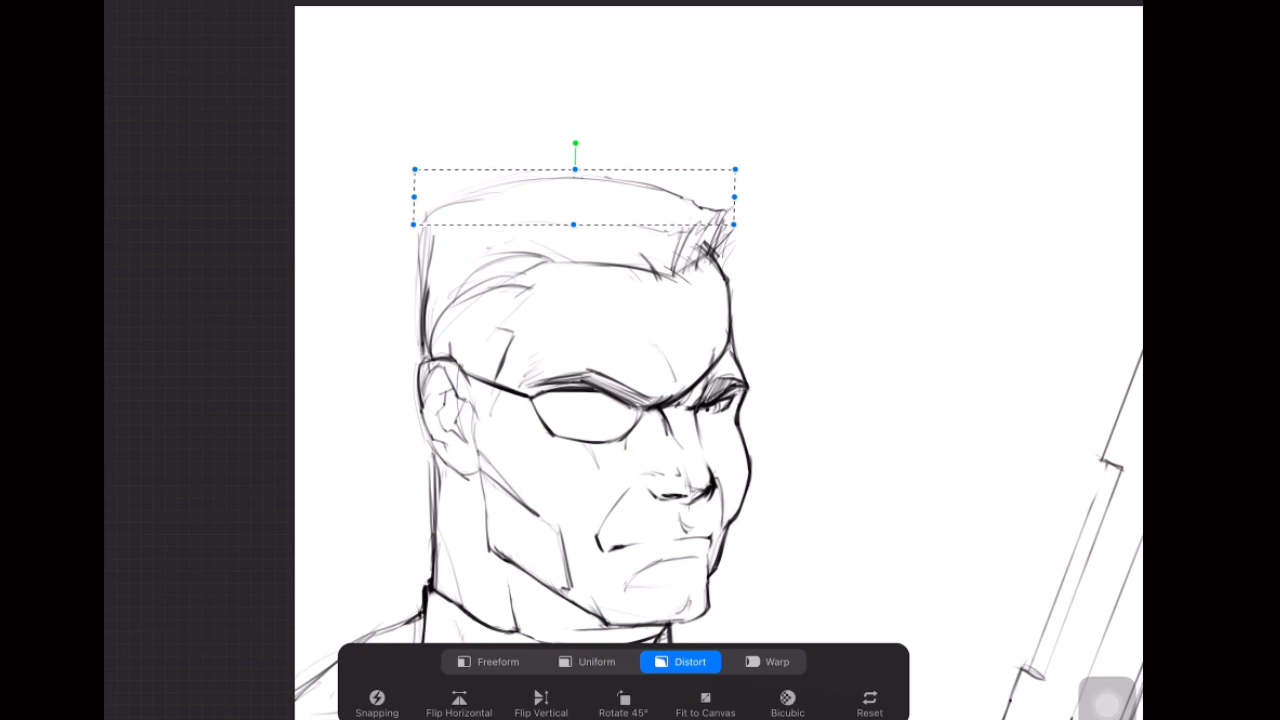 Freeform Uniform Distort Warp
Snapping Flip Horizontal Flip Vertical Rotate 45° Fit to Canvas Bicubic Reset